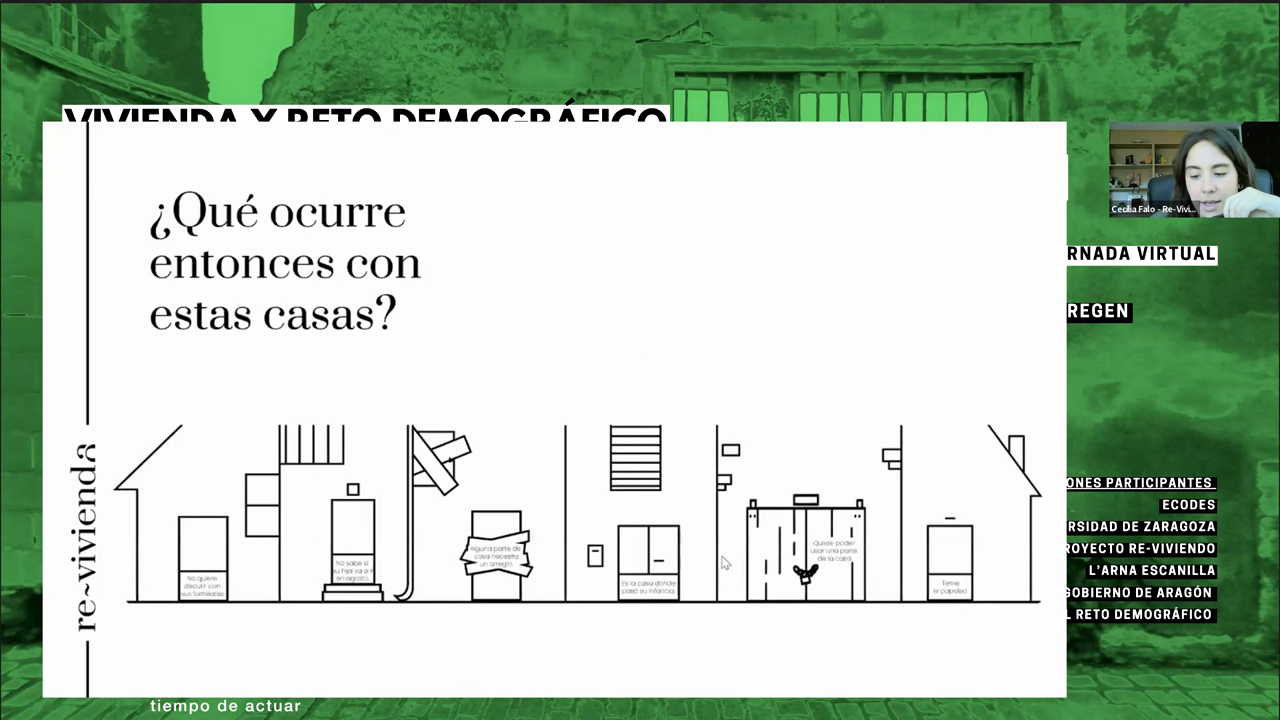 VIVIENDA Y RETO DEMOGRÁFICO
¿Qué ocurre
entonces con
estas casas?
re~vivienda
No quiere
discutir con
sus familiares.
No sabe si
su hija va a ir
en agosto.
Alguna parte de
casa necesita
un arreglo.
Es la casa donde
pasó su infancia.
Quiere poder
usar una parte
de la casa.
Teme
el papeleo.
Cecilia Falo - Re-Vivi...
RNADA VIRTUAL
REGEN
ONES PARTICIPANTES
ECODES
RSIDAD DE ZARAGOZA
ROYECTO RE-VIVIENDO
L'ARNA ESCANILLA
GOBIERNO DE ARAGÓN
L RETO DEMOGRÁFICO
tiempo de actuar